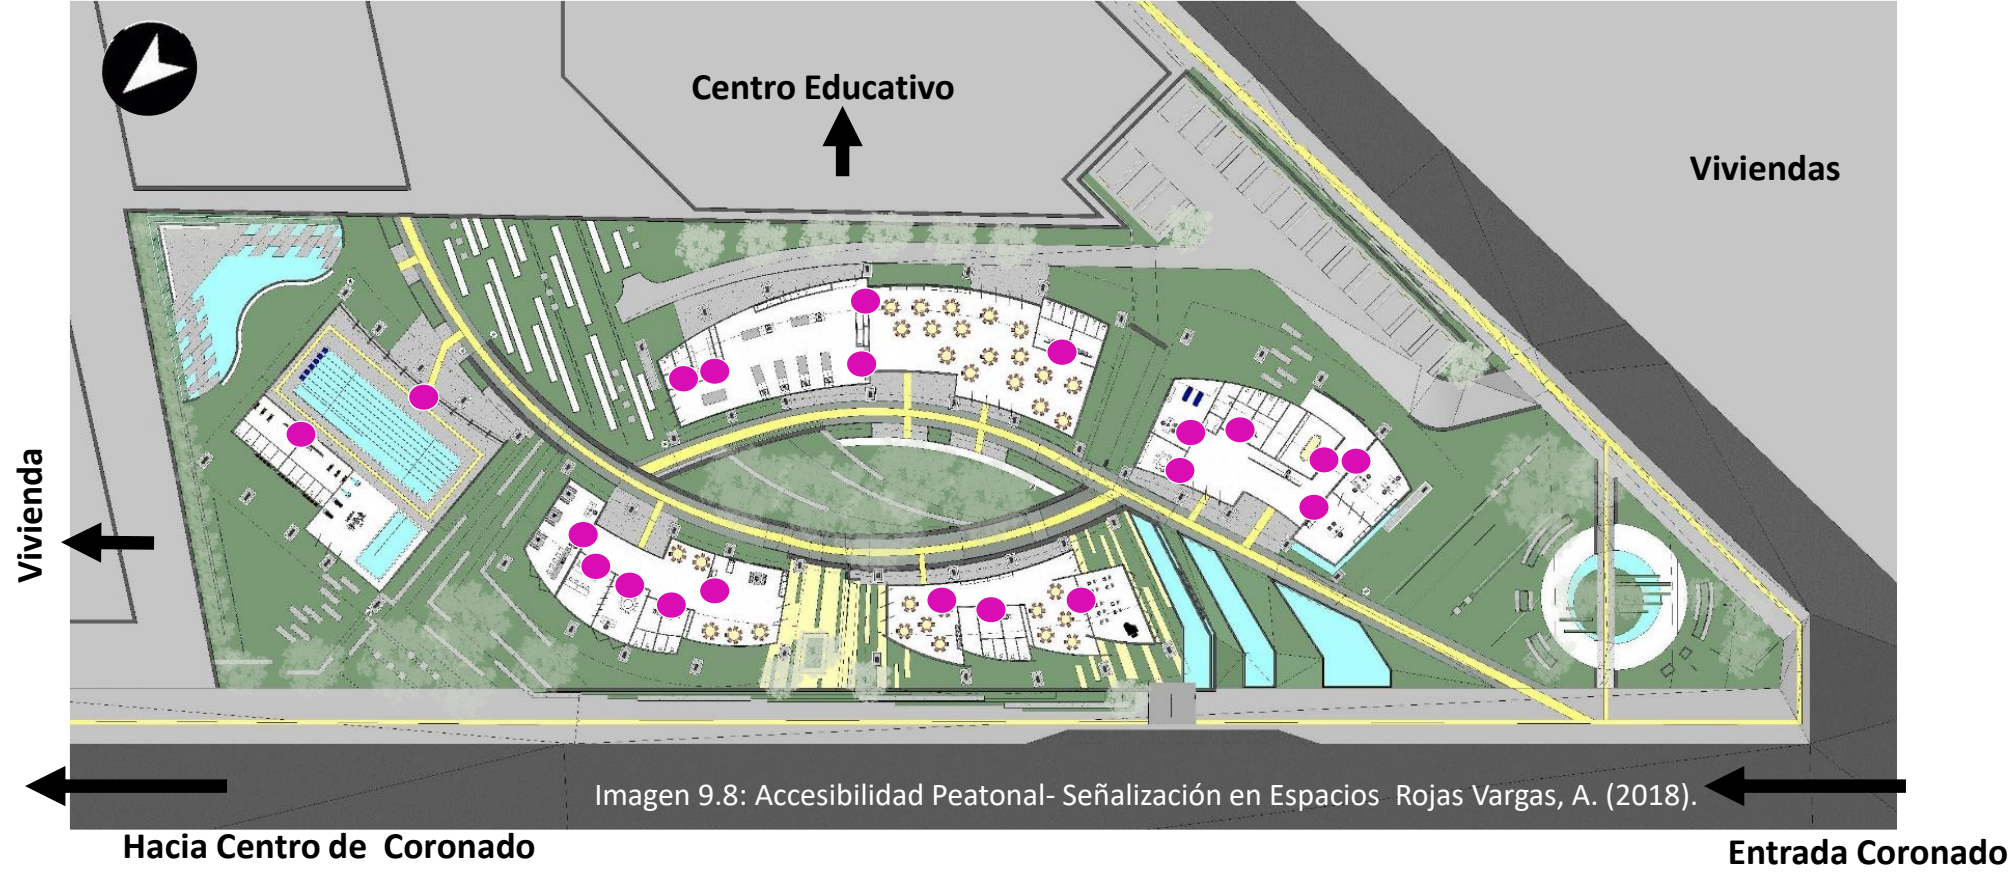 Centro Educativo
Viviendas
Vivienda
Imagen 9.8: Accesibilidad Peatonal- Señalización en Espacios  Rojas Vargas, A. (2018).
Hacia Centro de  Coronado
Entrada Coronado